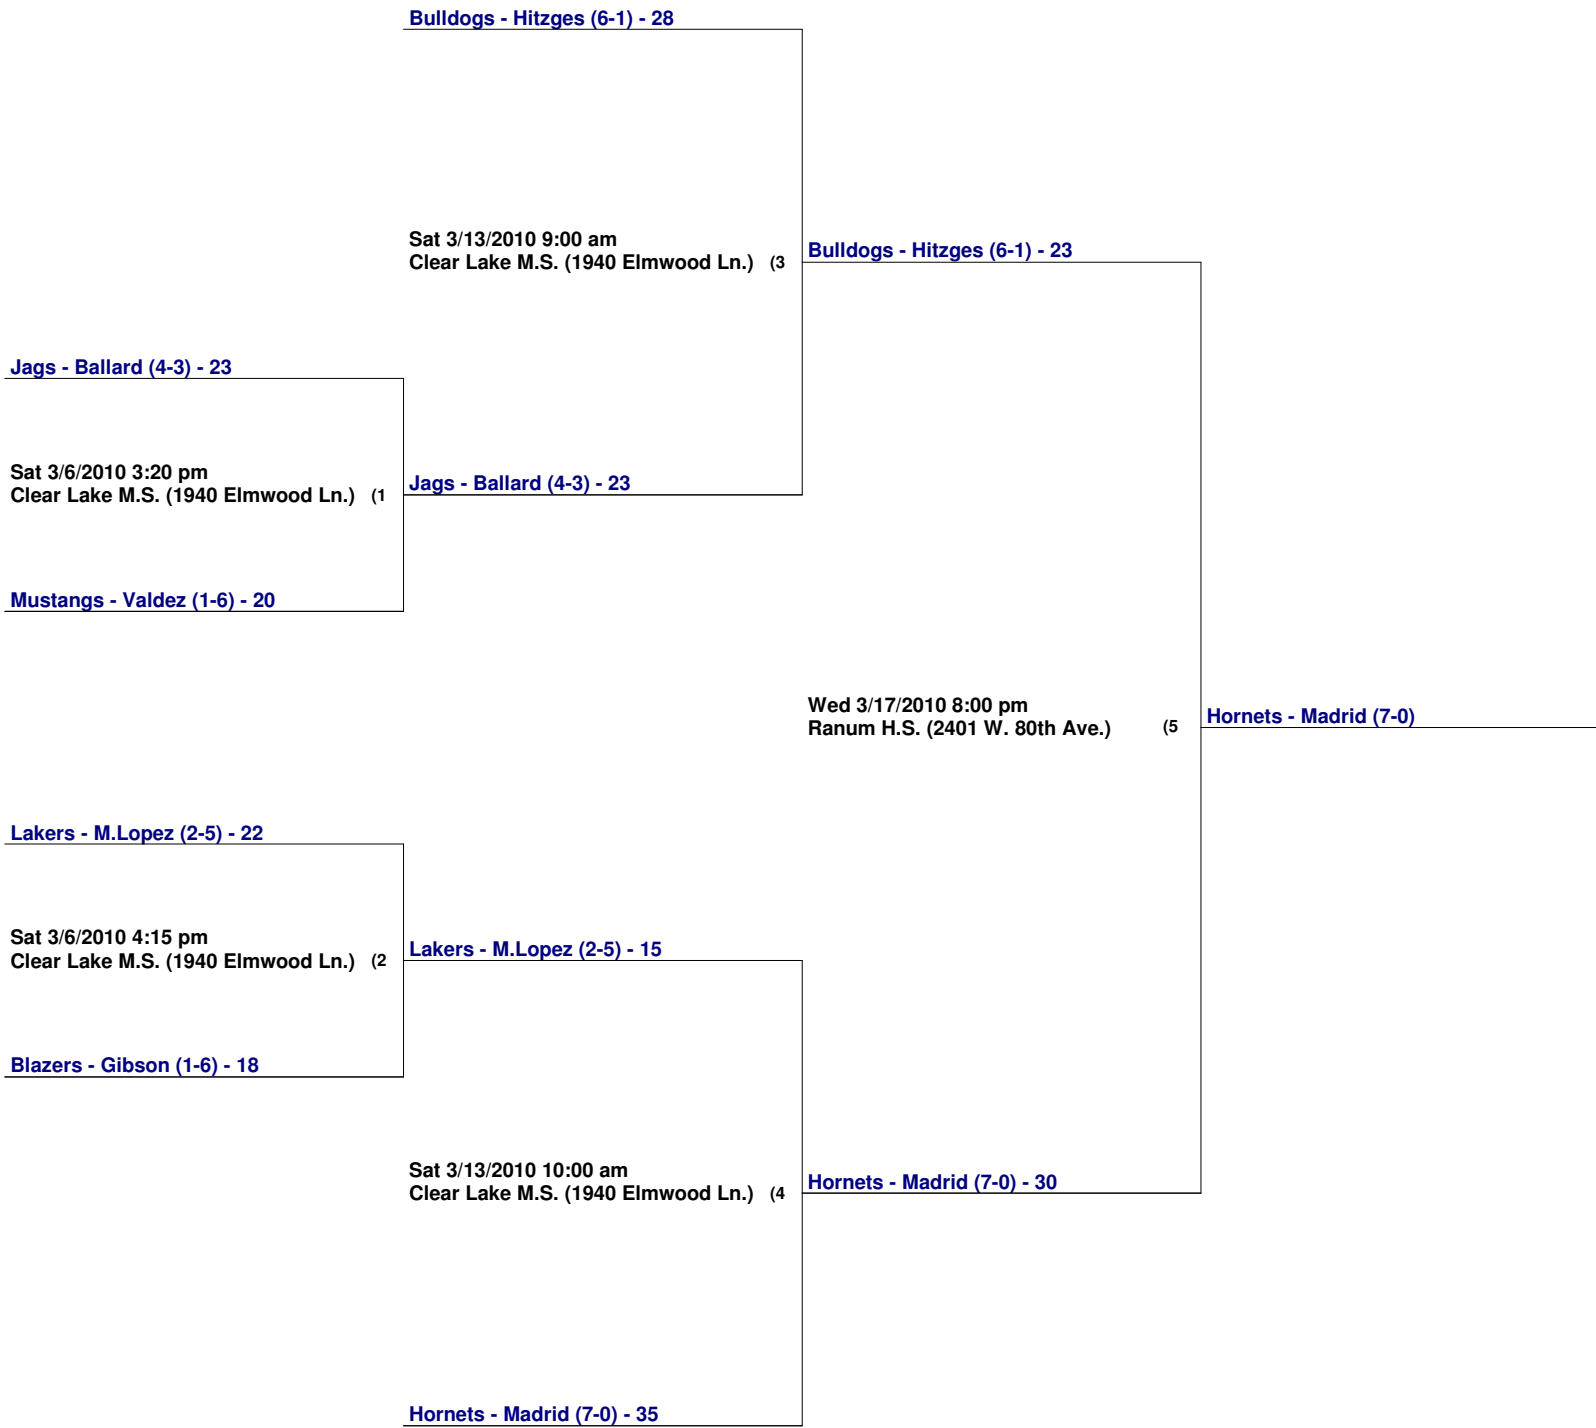 Bulldogs - Hitzges (6-1) - 28
Sat 3/13/2010 9:00 am
Clear Lake M.S. (1940 Elmwood Ln.) (3
Bulldogs - Hitzges (6-1) - 23
Jags - Ballard (4-3) - 23
Sat 3/6/2010 3:20 pm
Clear Lake M.S. (1940 Elmwood Ln.) (1
Jags - Ballard (4-3) - 23
Mustangs - Valdez (1-6) - 20
Wed 3/17/2010 8:00 pm
Ranum H.S. (2401 W. 80th Ave.) (5
Hornets - Madrid (7-0)
Lakers - M.Lopez (2-5) - 22
Sat 3/6/2010 4:15 pm
Clear Lake M.S. (1940 Elmwood Ln.) (2
Lakers - M.Lopez (2-5) - 15
Blazers - Gibson (1-6) - 18
Sat 3/13/2010 10:00 am
Clear Lake M.S. (1940 Elmwood Ln.) (4
Hornets - Madrid (7-0) - 30
Hornets - Madrid (7-0) - 35